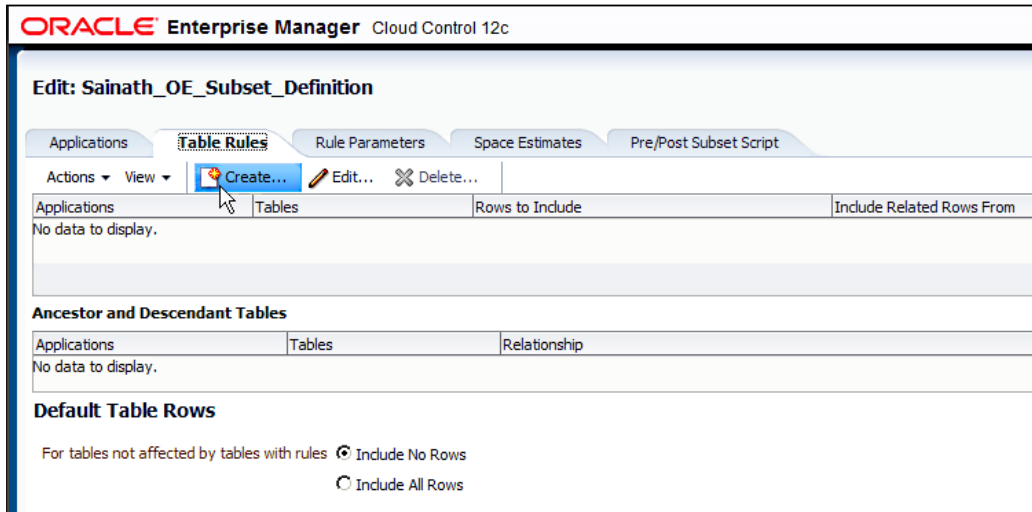 ORACLE Enterprise Manager Cloud Control 12c
Edit: Sainath_OE_Subset_Definition
Applications Table Rules Rule Parameters Space Estimates Pre/Post Subset Script
Actions View Create... Edit... Delete...
Applications Tables Rows to Include Include Related Rows From
No data to display.
Ancestor and Descendant Tables
Applications Tables Relationship
No data to display.
Default Table Rows
For tables not affected by tables with rules Include No Rows
Include All Rows